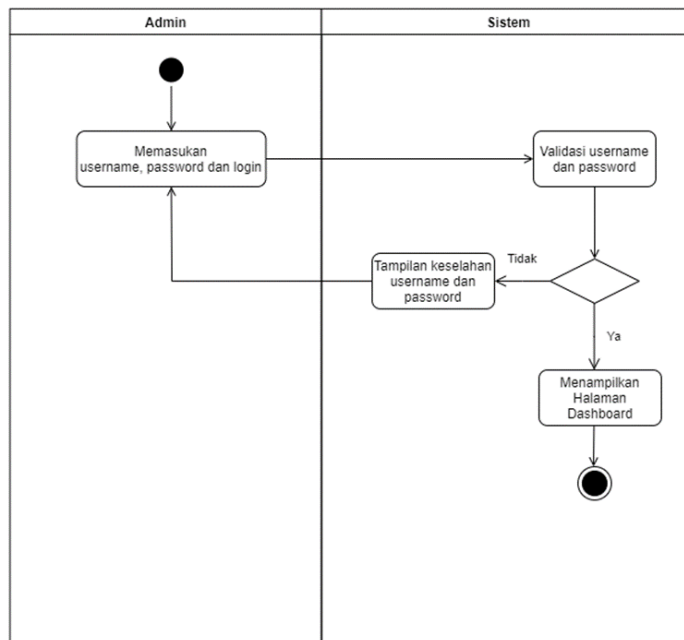 Admin
Sistem
Memasukan
username, password dan login
Validasi username
dan password
Tidak
Tampilan keselahan
username dan
password
Ya
Menampilkan
Halaman
Dashboard